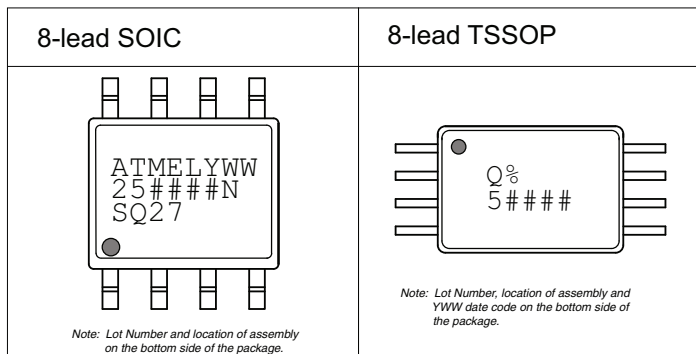 8-lead SOIC
8-lead TSSOP
ATMELYWW
25####N
SQ27
Note: Lot Number and location of assembly
on the bottom side of the package.
Q%
5####
Note: Lot Number, location of assembly and
YWW date code on the bottom side of
the package.